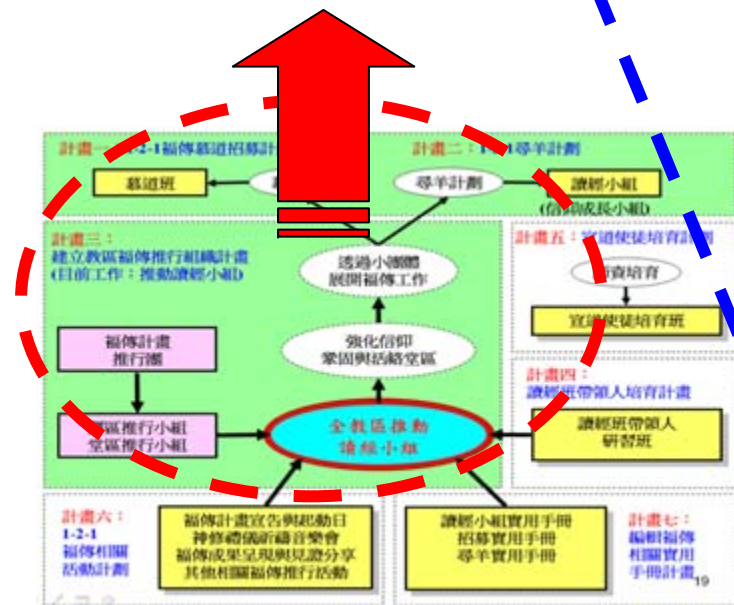 計畫一
-2-1福傳慕道招募計
計畫二：1
1尋羊計劃
慕道班
尋羊計劃
讀經小組
(信仰成長小組)
計畫三：
建立教區福傳推行組織計畫
(目前工作：推動讀經小組)
透過小團體
展開福傳工作
計畫五：宣道使徒培育計劃
培育
宣道使徒培育班
福傳計畫
推行團
強化信仰
鞏固與活絡堂區
計畫四：
讀經班帶領人培育計畫
區推行小組
堂區推行小組
全教區推動
讀經小組
讀經班帶領人
研習班
計畫六：
1-2-1
福傳相關
活動計劃
福傳計畫宣告與起動日
神修禮儀祈禱音樂會
福傳成果呈現與見證分享
其他相關福傳推行活動
讀經小組實用手冊
招募實用手冊
尋羊實用手冊
計畫七：
編輯福傳
相關實用
手冊計畫
19